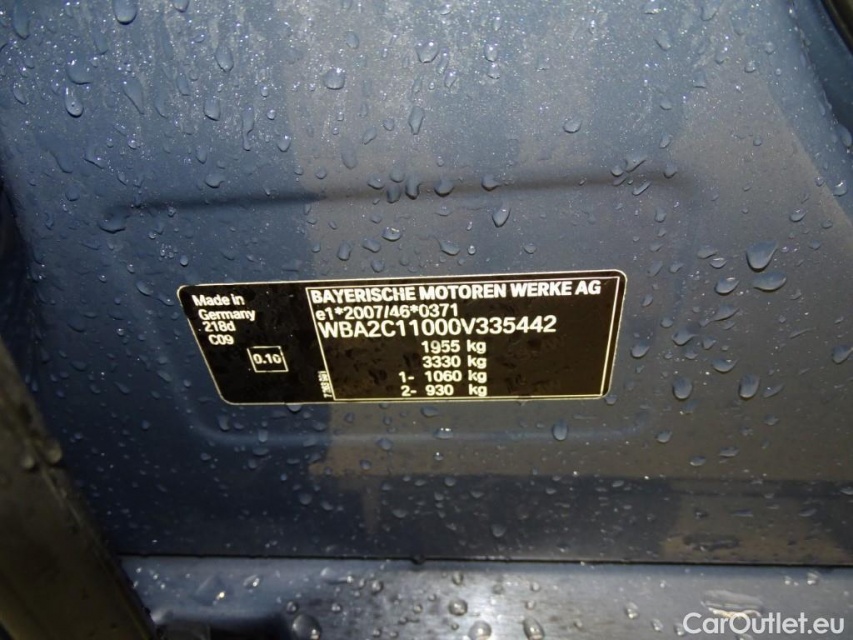 Made in
Germany
218d
C09
0.10
BAYERISCHE MOTOREN WERKE AG
e1*2007/46*0371
WBA2C11000V335442
1955 kg
3330 kg
1- 1060 kg
2- 930 kg
CarOutlet.eu